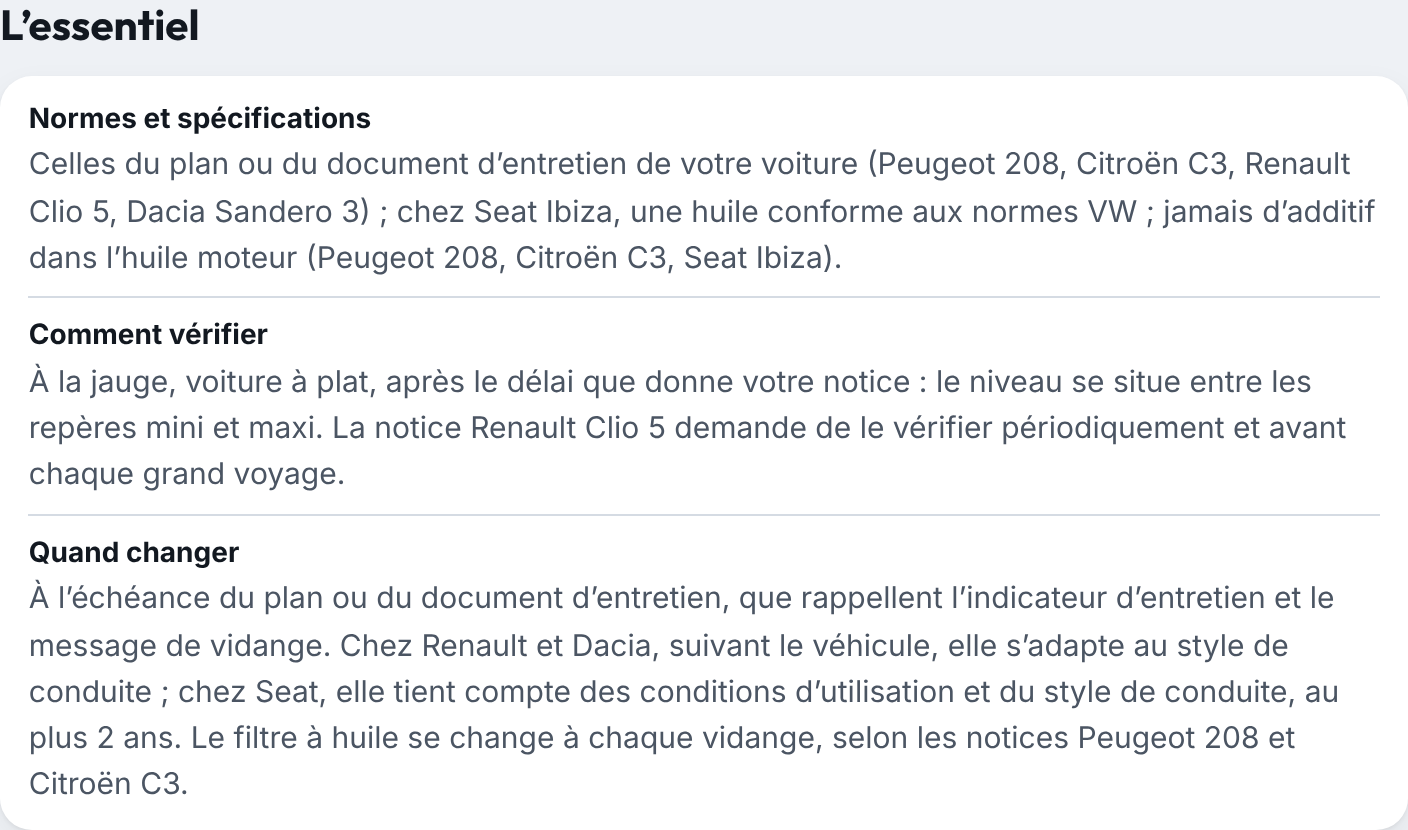 L’essentiel
Normes et spécifications
Celles du plan ou du document d’entretien de votre voiture (Peugeot 208, Citroën C3, Renault
Clio 5, Dacia Sandero 3) ; chez Seat Ibiza, une huile conforme aux normes VW ; jamais d’additif
dans l’huile moteur (Peugeot 208, Citroën C3, Seat Ibiza).
Comment vérifier
À la jauge, voiture à plat, après le délai que donne votre notice : le niveau se situe entre les
repères mini et maxi. La notice Renault Clio 5 demande de le vérifier périodiquement et avant
chaque grand voyage.
Quand changer
À l’échéance du plan ou du document d’entretien, que rappellent l’indicateur d’entretien et le
message de vidange. Chez Renault et Dacia, suivant le véhicule, elle s’adapte au style de
conduite ; chez Seat, elle tient compte des conditions d’utilisation et du style de conduite, au
plus 2 ans. Le filtre à huile se change à chaque vidange, selon les notices Peugeot 208 et
Citroën C3.